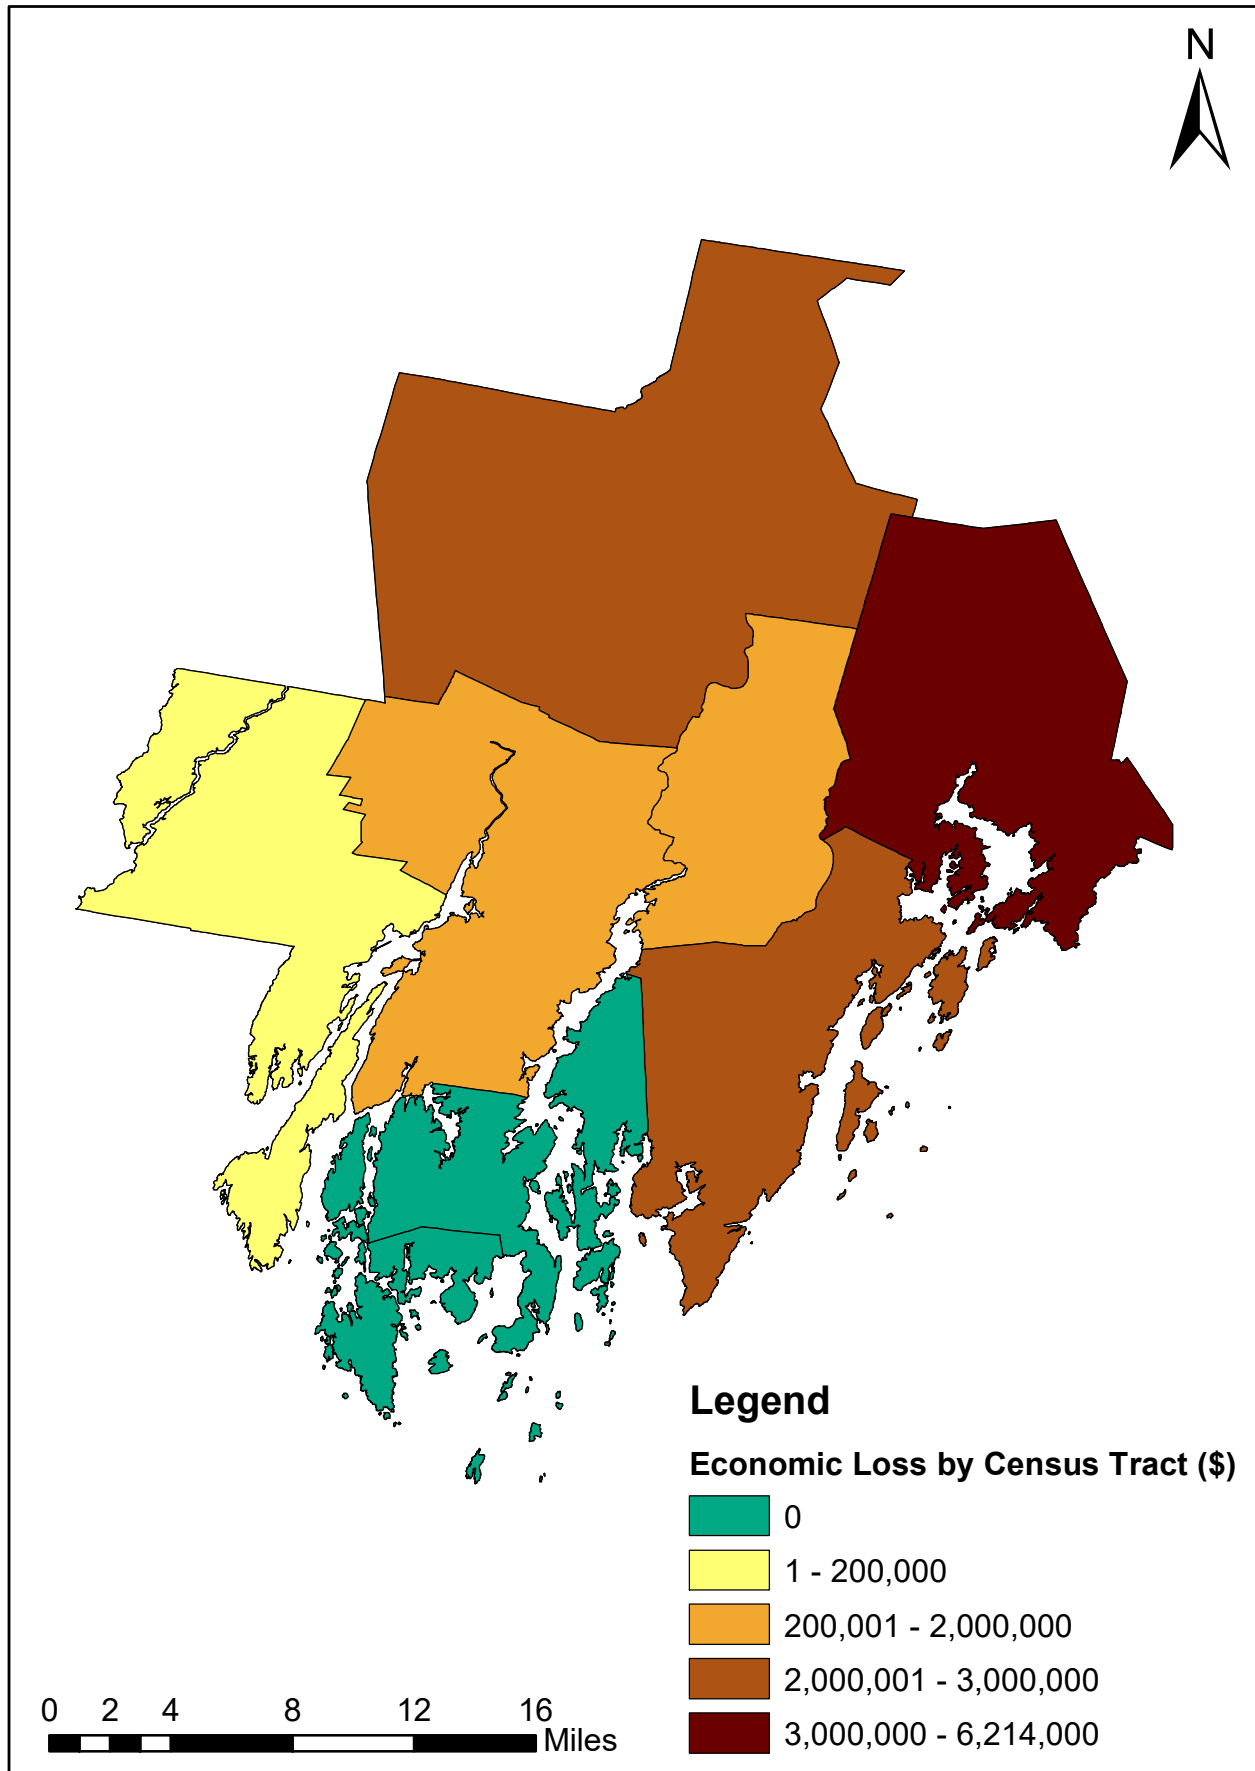 N
Legend
Economic Loss by Census Tract ($)
0
1 - 200,000
200,001 - 2,000,000
2,000,001 - 3,000,000
3,000,000 - 6,214,000
0 2 4 8 12 16
Miles